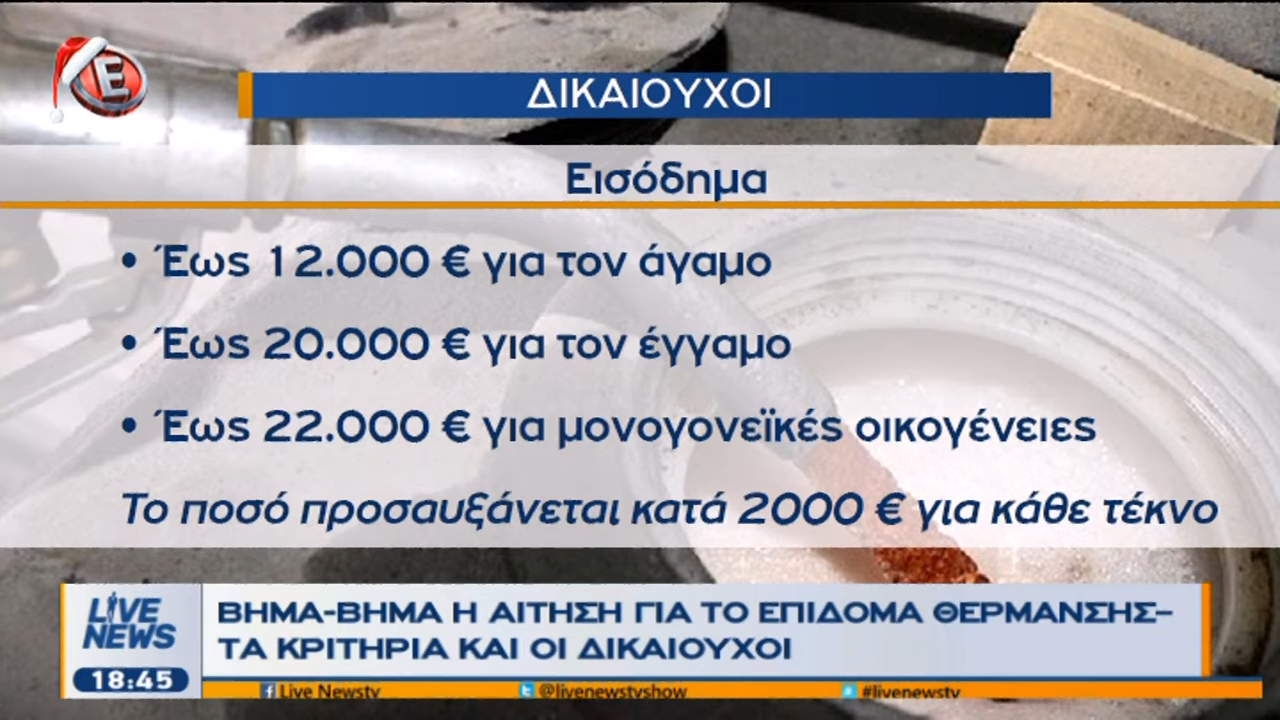 E
ΔΙΚΑΙΟΥΧΟΙ
Εισόδημα
• Έως 12.000 € για τον άγαμο
• Έως 20.000 € για τον έγγαμο
• Έως 22.000 € για μονογονεϊκές οικογένειες
Το ποσό προσαυξάνεται κατά 2000 € για κάθε τέκνο
LIVE NEWS
18:45
ΒΗΜΑ-ΒΗΜΑ Η ΑΙΤΗΣΗ ΓΙΑ ΤΟ ΕΠΙΔΟΜΑ ΘΕΡΜΑΝΣΗΣ–
ΤΑ ΚΡΙΤΗΡΙΑ ΚΑΙ ΟΙ ΔΙΚΑΙΟΥΧΟΙ
f Live Newstv @livenewstvshow #livenewstv